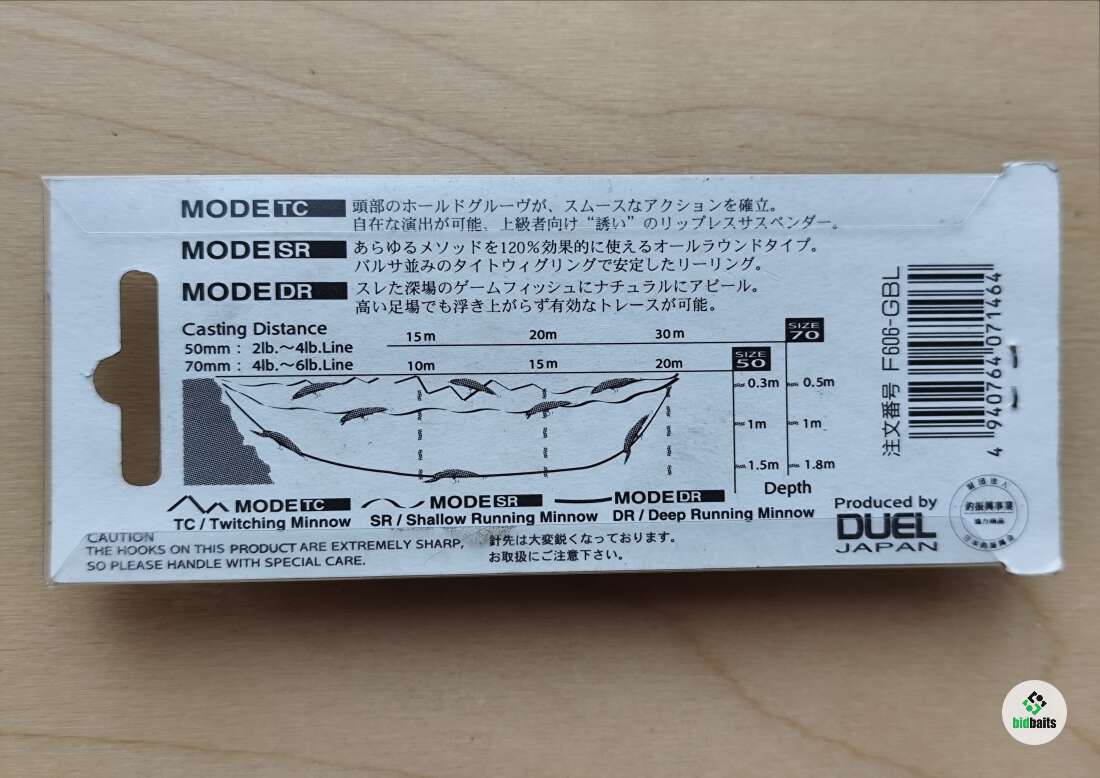 MODE TC 頭部のホールドグルーヴが、スムースなアクションを確立。
自在な演出が可能、上級者向け“誘い”のリップレスサスペンダー。
MODE SR あらゆるメソッドを120%効果的に使えるオールラウンドタイプ。
バルサ並みのタイトウィグリングで安定したリーリング。
MODE DR スレた深場のゲームフィッシュにナチュラルにアピール。
高い足場でも浮き上がらず有効なトレースが可能。
Casting Distance
50mm : 2lb.〜4lb.Line 15m 20m 30m SIZE 70
70mm : 4lb.〜6lb.Line 10m 15m 20m SIZE 50
0.3m 0.5m
1m 1m
1.5m 1.8m
Depth
MODE TC MODE SR MODE DR
TC / Twitching Minnow SR / Shallow Running Minnow DR / Deep Running Minnow
CAUTION
THE HOOKS ON THIS PRODUCT ARE EXTREMELY SHARP,
SO PLEASE HANDLE WITH SPECIAL CARE.
針先は大変鋭くなっております。
お取扱にご注意下さい。
Produced by
DUEL
JAPAN
財団法人
釣振興事業
協力商品
注文番号 F606-GBL
4 940764 071464
bidbaits